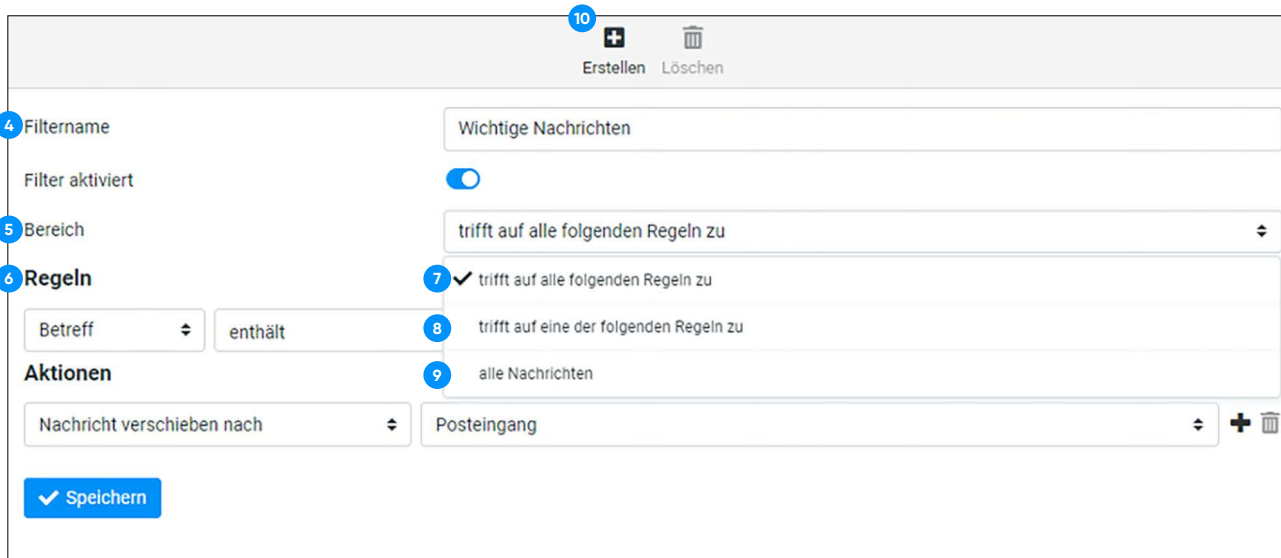 10
Erstellen Löschen
4 Filtername Wichtige Nachrichten
Filter aktiviert
5 Bereich trifft auf alle folgenden Regeln zu
6 Regeln 7 trifft auf alle folgenden Regeln zu
Betreff enthält 8 trifft auf eine der folgenden Regeln zu
Aktionen 9 alle Nachrichten
Nachricht verschieben nach Posteingang
Speichern